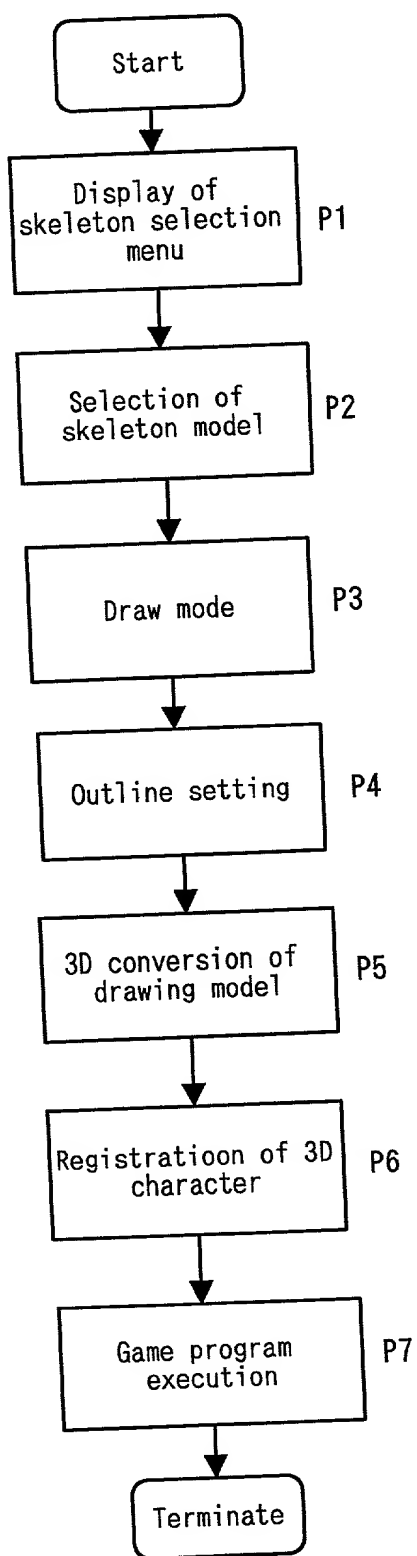 Start
Display of
skeleton selection
menu
P1
Selection of
skeleton model
P2
Draw mode
P3
Outline setting
P4
3D conversion of
drawing model
P5
Registratioon of 3D
character
P6
Game program
execution
P7
Terminate